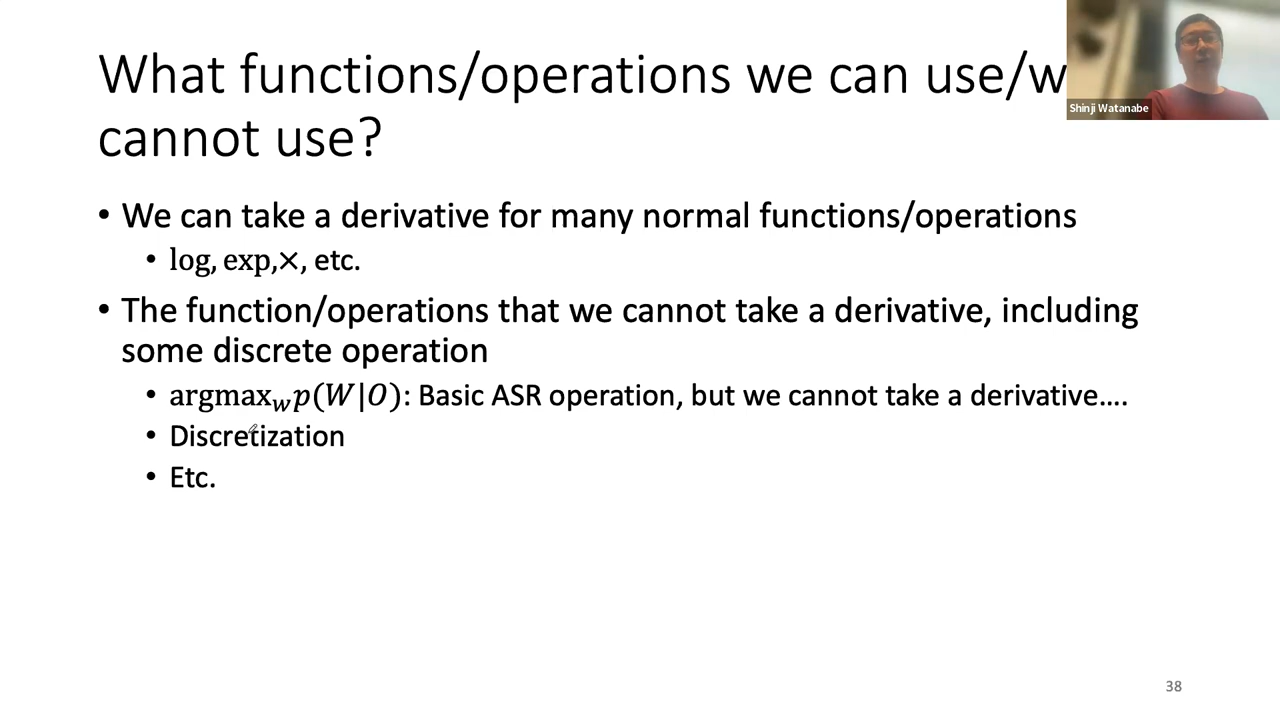 What functions/operations we can use/w
cannot use?
Shinji Watanabe
• We can take a derivative for many normal functions/operations
• log, exp,×, etc.
• The function/operations that we cannot take a derivative, including
some discrete operation
• argmax_W p(W|O): Basic ASR operation, but we cannot take a derivative….
• Discretization
• Etc.
38